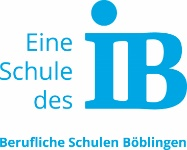 Eine
Schule
des
iB
Berufliche Schulen Böblingen